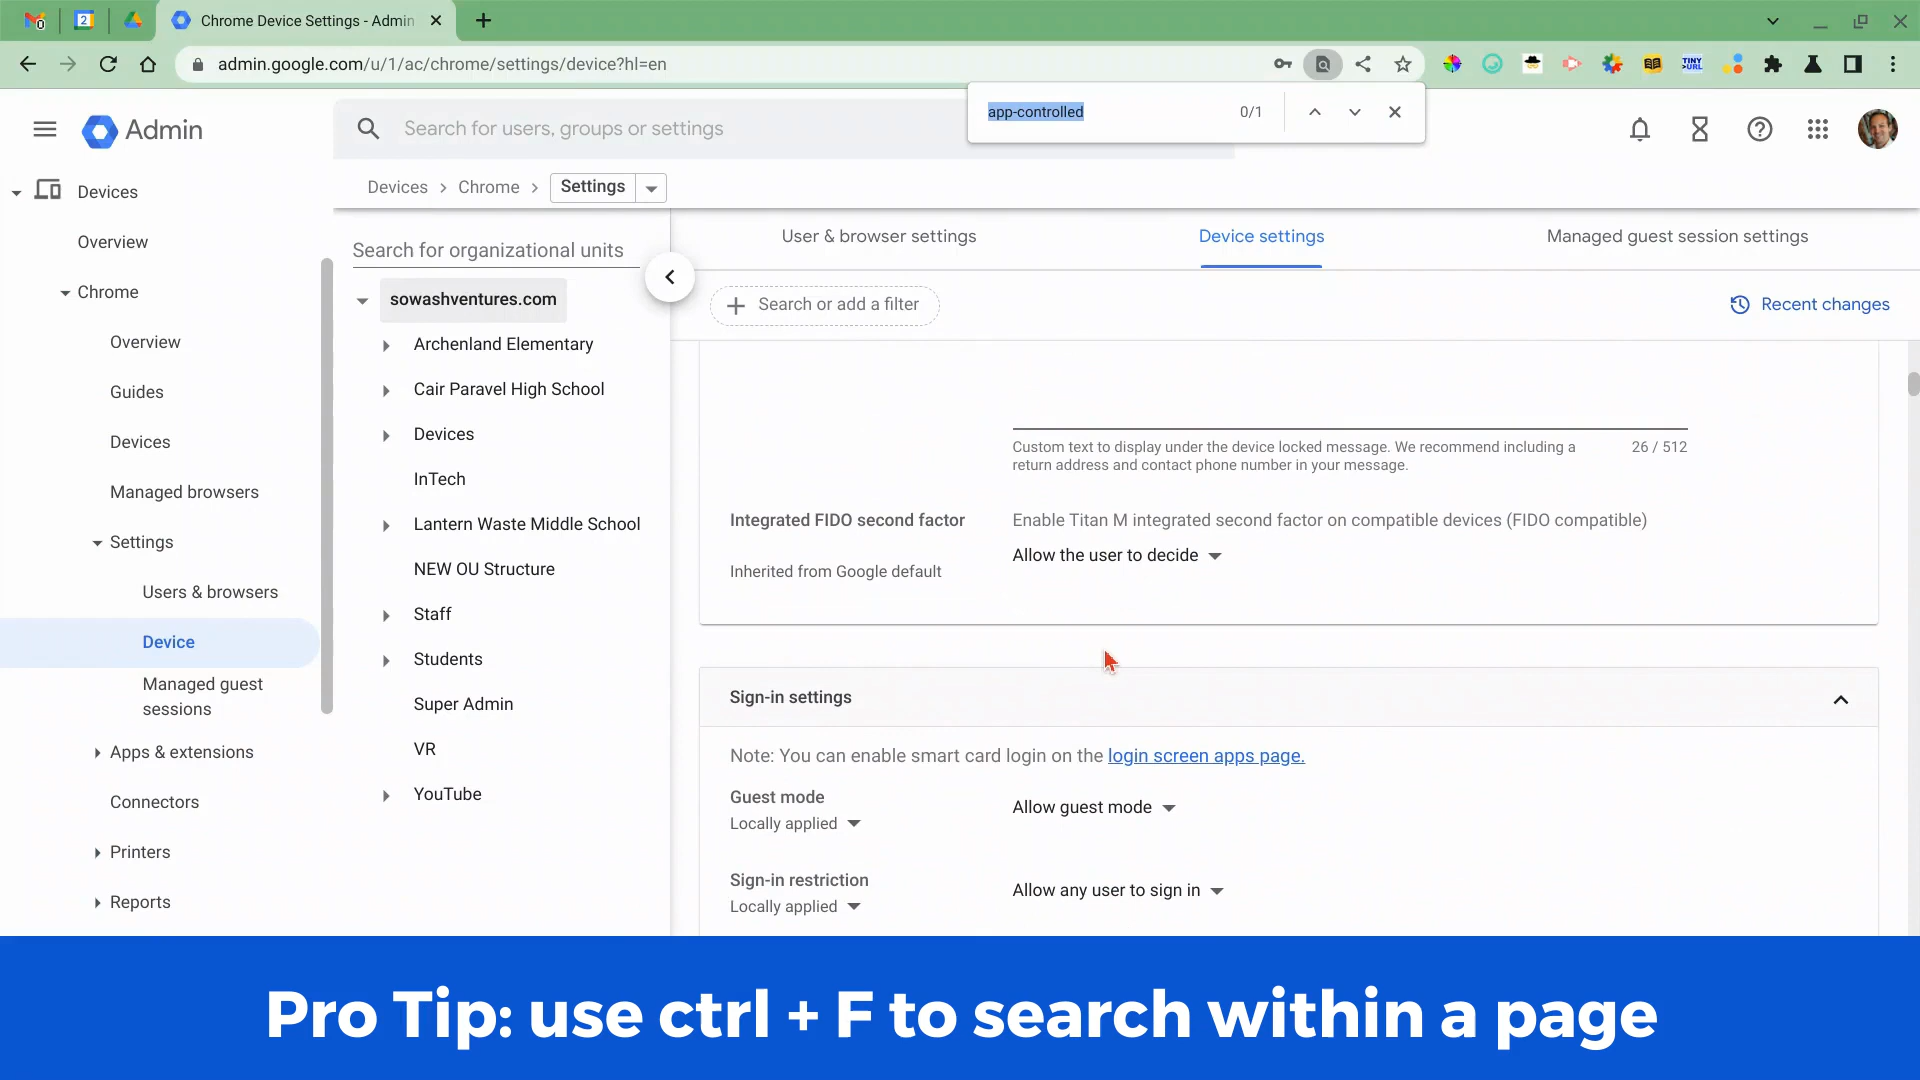 Chrome Device Settings - Admin
admin.google.com/u/1/ac/chrome/settings/device?hl=en
TINY
URL
app-controlled
0/1
Admin
Search for users, groups or settings
Devices
Overview
Chrome
Overview
Guides
Devices
Managed browsers
Settings
Users & browsers
Device
Managed guest
sessions
Apps & extensions
Connectors
Printers
Reports
Devices > Chrome > Settings
Search for organizational units
sowashventures.com
Archenland Elementary
Cair Paravel High School
Devices
InTech
Lantern Waste Middle School
NEW OU Structure
Staff
Students
Super Admin
VR
YouTube
User & browser settings
Device settings
Managed guest session settings
Search or add a filter
Recent changes
Custom text to display under the device locked message. We recommend including a
return address and contact phone number in your message.
26 / 512
Integrated FIDO second factor
Inherited from Google default
Enable Titan M integrated second factor on compatible devices (FIDO compatible)
Allow the user to decide
Sign-in settings
Note: You can enable smart card login on the login screen apps page.
Guest mode
Locally applied
Allow guest mode
Sign-in restriction
Locally applied
Allow any user to sign in
Pro Tip: use ctrl + F to search within a page